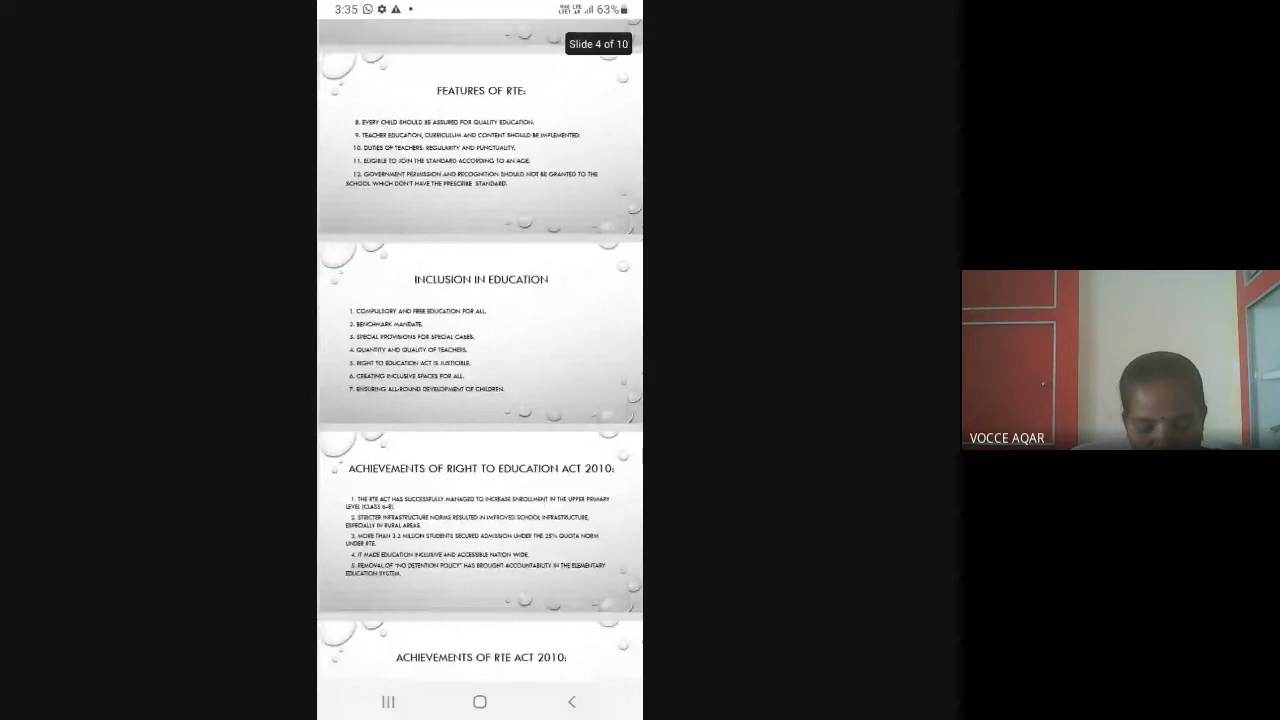 3:35
63%
Slide 4 of 10
FEATURES OF RTE:
8. EVERY CHILD SHOULD BE ASSURED FOR QUALITY EDUCATION.
9. TEACHER EDUCATION, CURRICULUM AND CONTENT SHOULD BE IMPLEMENTED.
10. DUTIES OF TEACHERS: REGULARITY AND PUNCTUALITY.
11. ELIGIBLE TO JOIN THE STANDARD ACCORDING TO AN AGE.
12. GOVERNMENT PERMISSION AND RECOGNITION SHOULD NOT BE GRANTED TO THE
SCHOOL WHICH DON'T HAVE THE PRESCRIBE STANDARD.
INCLUSION IN EDUCATION
1. COMPULSORY AND FREE EDUCATION FOR ALL.
2. BENCHMARK MANDATE.
3. SPECIAL PROVISIONS FOR SPECIAL CASES.
4. QUANTITY AND QUALITY OF TEACHERS.
5. RIGHT TO EDUCATION ACT IS JUSTICIBLE.
6. CREATING INCLUSIVE SPACES FOR ALL.
7. ENSURING ALL-ROUND DEVELOPMENT OF CHILDREN.
ACHIEVEMENTS OF RIGHT TO EDUCATION ACT 2010:
1. THE RTE ACT HAS SUCCESSFULLY MANAGED TO INCREASE ENROLLMENT IN THE UPPER PRIMARY
LEVEL (CLASS 6-8).
2. STRICTER INFRASTRUCTURE NORMS RESULTED IN IMPROVED SCHOOL INFRASTRUCTURE,
ESPECIALLY IN RURAL AREAS.
3. MORE THAN 3.3 MILLION STUDENTS SECURED ADMISSION UNDER THE 25% QUOTA NORM
UNDER RTE.
4. IT MADE EDUCATION INCLUSIVE AND ACCESSIBLE NATION WIDE.
5. REMOVAL OF "NO DETENTION POLICY" HAS BROUGHT ACCOUNTABILITY IN THE ELEMENTARY
EDUCATION SYSTEM.
ACHIEVEMENTS OF RTE ACT 2010:
VOCCE AQAR